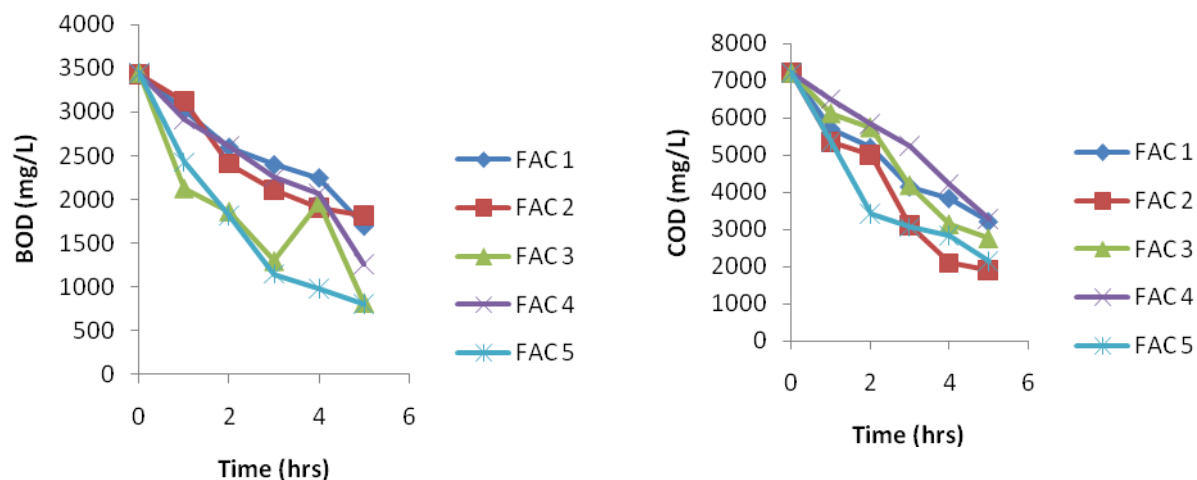 BOD (mg/L)
4000
3500
3000
2500
2000
1500
1000
500
0
0 2 4 6
Time (hrs)
FAC 1
FAC 2
FAC 3
FAC 4
FAC 5
COD (mg/L)
8000
7000
6000
5000
4000
3000
2000
1000
0
0 2 4 6
Time (hrs)
FAC 1
FAC 2
FAC 3
FAC 4
FAC 5